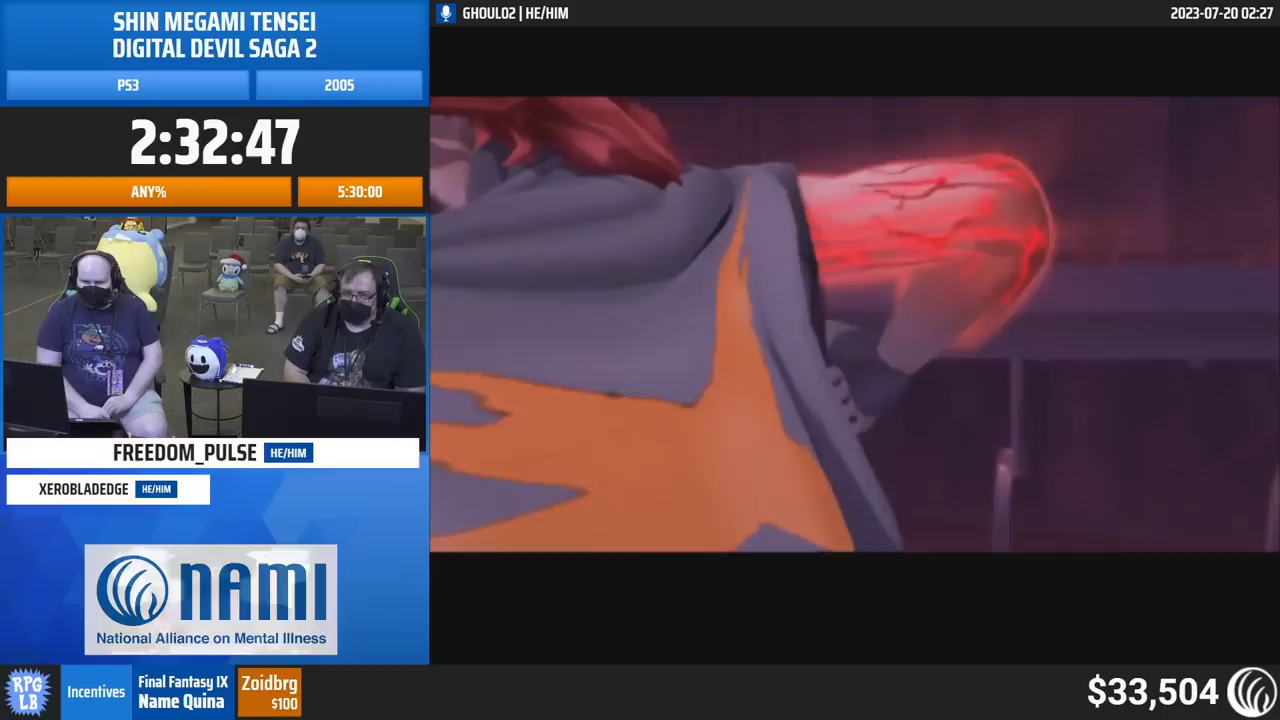 SHIN MEGAMI TENSEI
DIGITAL DEVIL SAGA 2
PS3
2005
2:32:47
ANY%
5:30:00
FREEDOM_PULSE
HE/HIM
XEROBLADEDGE
HE/HIM
NAMI
National Alliance on Mental Illness
GHOUL02 | HE/HIM
2023-07-20 02:27
RPG
LB
Incentives
Final Fantasy IX
Name Quina
Zoidbrg
$100
$33,504